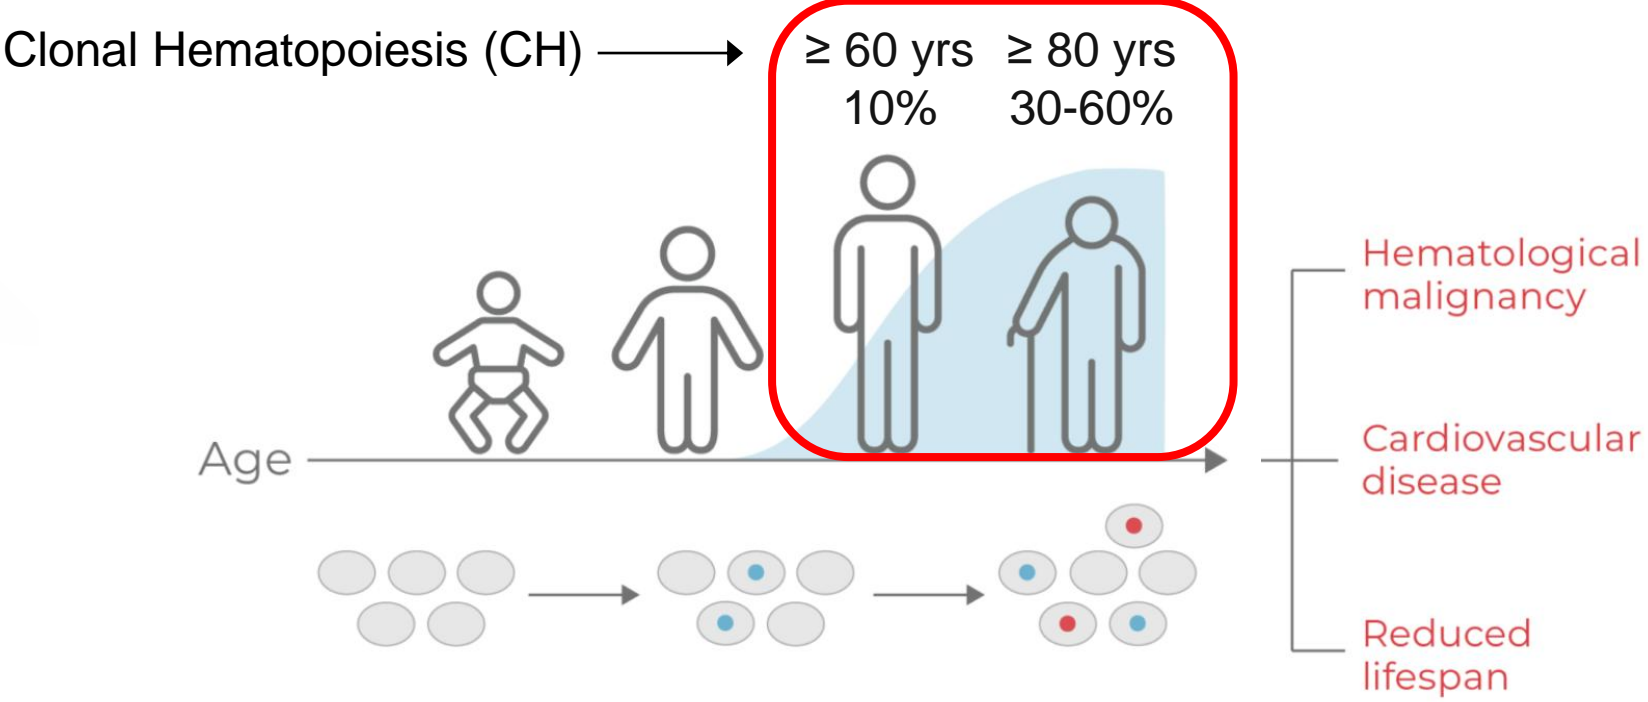 Clonal Hematopoiesis (CH)
≥ 60 yrs
≥ 80 yrs
10%
30-60%
Hematological
malignancy
Age
Cardiovascular
disease
Reduced
lifespan